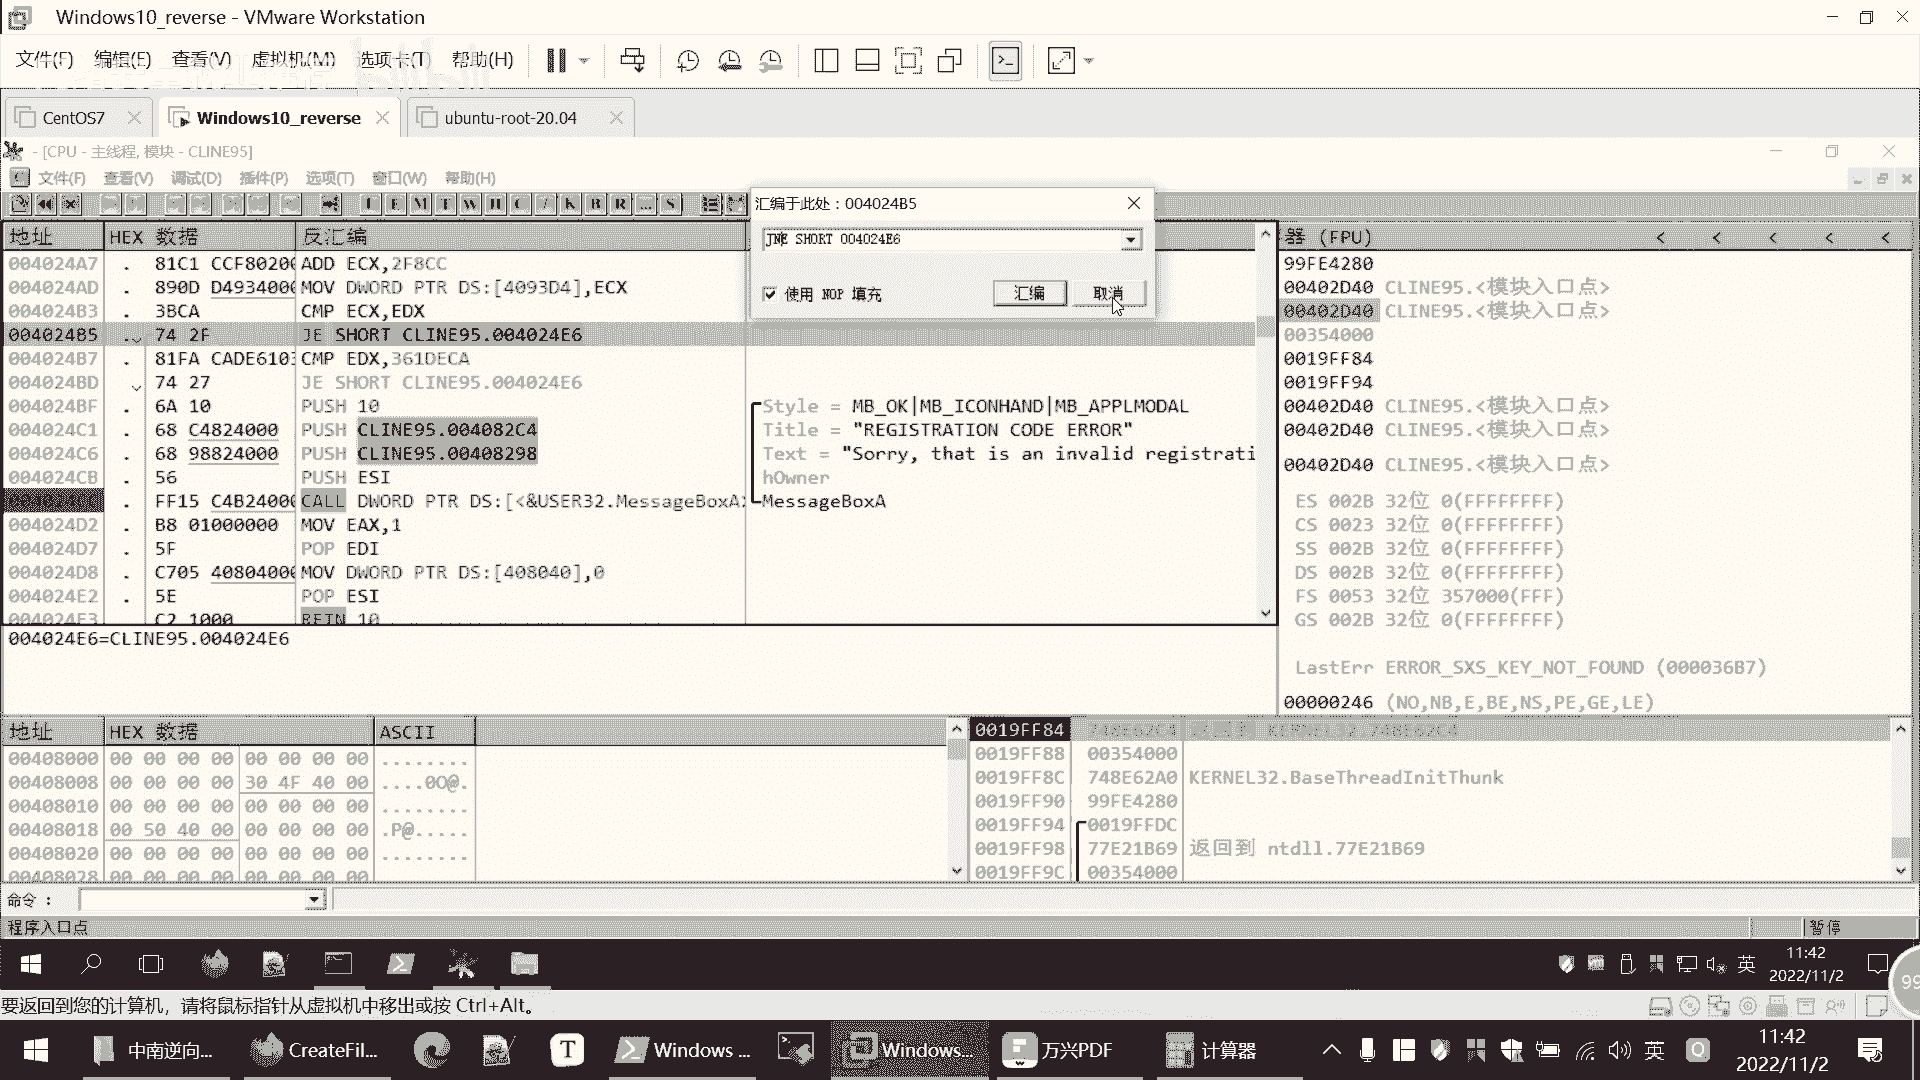 Windows10_reverse - VMware Workstation
文件(F) 编辑(E) 查看(V) 虚拟机(M) 选项卡(T) 帮助(H)
CentOS7 Windows10_reverse ubuntu-root-20.04
- [CPU - 主线程, 模块 - CLINE95]
文件(F) 查看(V) 调试(D) 插件(P) 选项(T) 窗口(W) 帮助(H)
汇编于此处：004024B5
JNE SHORT 004024E6
使用 NOP 填充 汇编 取消
地址 HEX 数据 反汇编
004024A7 . 81C1 CCF80200 ADD ECX,2F8CC
004024AD . 890D D4934000 MOV DWORD PTR DS:[4093D4],ECX
004024B3 . 3BCA CMP ECX,EDX
004024B5 . 74 2F JE SHORT CLINE95.004024E6
004024B7 . 81FA CADE6103 CMP EDX,361DECA
004024BD 74 27 JE SHORT CLINE95.004024E6
004024BF . 6A 10 PUSH 10 Style = MB_OK|MB_ICONHAND|MB_APPLMODAL
004024C1 . 68 C4824000 PUSH CLINE95.004082C4 Title = "REGISTRATION CODE ERROR"
004024C6 . 68 98824000 PUSH CLINE95.00408298 Text = "Sorry, that is an invalid registrati
004024CB . 56 PUSH ESI hOwner
. FF15 C4B24000 CALL DWORD PTR DS:[<&USER32.MessageBoxA> MessageBoxA
004024D2 . B8 01000000 MOV EAX,1
004024D7 . 5F POP EDI
004024D8 . C705 40804000 MOV DWORD PTR DS:[408040],0
004024E2 . 5E POP ESI
004024E3 . C2 1000 RETN 10
004024E6=CLINE95.004024E6
器 (FPU) < < < < <
99FE4280
00402D40 CLINE95.<模块入口点>
00402D40 CLINE95.<模块入口点>
00354000
0019FF84
0019FF94
00402D40 CLINE95.<模块入口点>
00402D40 CLINE95.<模块入口点>
00402D40 CLINE95.<模块入口点>
ES 002B 32位 0(FFFFFFFF)
CS 0023 32位 0(FFFFFFFF)
SS 002B 32位 0(FFFFFFFF)
DS 002B 32位 0(FFFFFFFF)
FS 0053 32位 357000(FFF)
GS 002B 32位 0(FFFFFFFF)
LastErr ERROR_SXS_KEY_NOT_FOUND (000036B7)
00000246 (NO,NB,E,BE,NS,PE,GE,LE)
地址 HEX 数据 ASCII
00408000 00 00 00 00 00 00 00 00 ........
00408008 00 00 00 00 30 4F 40 00 ....0O@.
00408010 00 00 00 00 00 00 00 00 ........
00408018 00 50 40 00 00 00 00 00 .P@.....
00408020 00 00 00 00 00 00 00 00 ........
00408028 00 00 00 00 00 00 00 00
0019FF84 748E62C4 返回到 KERNEL32.748E62C4
0019FF88 00354000
0019FF8C 748E62A0 KERNEL32.BaseThreadInitThunk
0019FF90 99FE4280
0019FF94 0019FFDC
0019FF98 77E21B69 返回到 ntdll.77E21B69
0019FF9C 00354000
命令 :
程序入口点 暂停
英 11:42
2022/11/2
99
要返回到您的计算机，请将鼠标指针从虚拟机中移出或按 Ctrl+Alt。
中南逆向... CreateFil... Windows ... Windows... 万兴PDF 计算器 英 11:42
2022/11/2